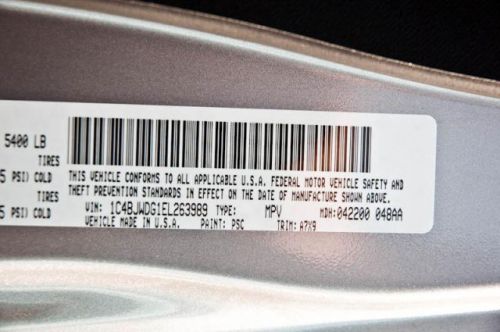 5400 LB
TIRES
5 PSI) COLD
TIRES
5 PSI) COLD
THIS VEHICLE CONFORMS TO ALL APPLICABLE U.S.A. FEDERAL MOTOR VEHICLE SAFETY AND
THEFT PREVENTION STANDARDS IN EFFECT ON THE DATE OF MANUFACTURE SHOWN ABOVE.
VIN: 1C4BJWDG1EL263989 TYPE: MPV MDH:042200 048AA
VEHICLE MADE IN U.S.A. PAINT: PSC TRIM: A7X9